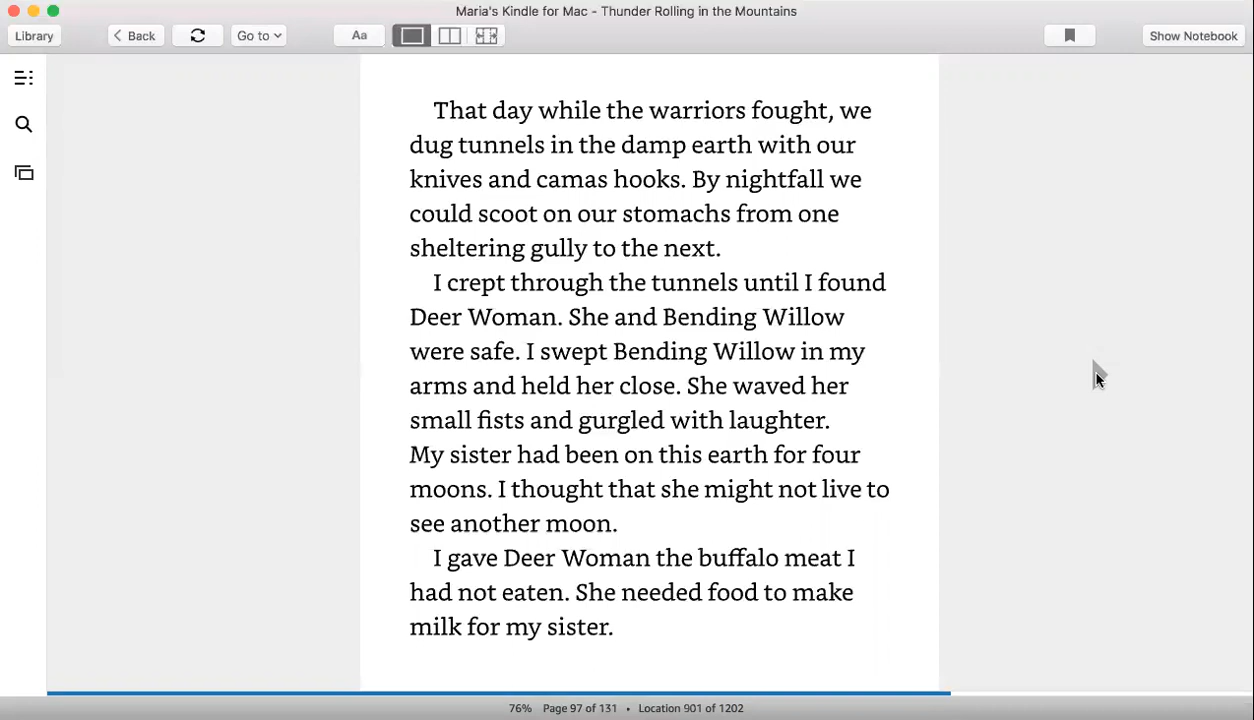 Maria's Kindle for Mac - Thunder Rolling in the Mountains
Library
Back
Go to
Aa
Show Notebook
That day while the warriors fought, we
dug tunnels in the damp earth with our
knives and camas hooks. By nightfall we
could scoot on our stomachs from one
sheltering gully to the next.
I crept through the tunnels until I found
Deer Woman. She and Bending Willow
were safe. I swept Bending Willow in my
arms and held her close. She waved her
small fists and gurgled with laughter.
My sister had been on this earth for four
moons. I thought that she might not live to
see another moon.
I gave Deer Woman the buffalo meat I
had not eaten. She needed food to make
milk for my sister.
76% Page 97 of 131 • Location 901 of 1202